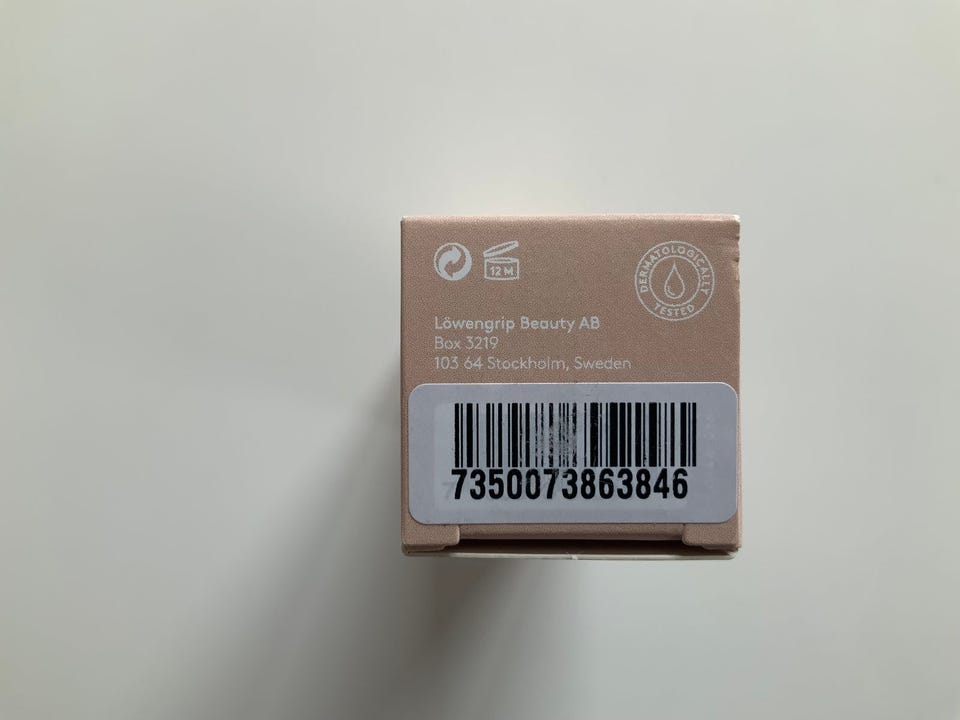 12 M
DERMATOLOGICALLY
TESTED
Löwengrip Beauty AB
Box 3219
103 64 Stockholm, Sweden
7350073863846